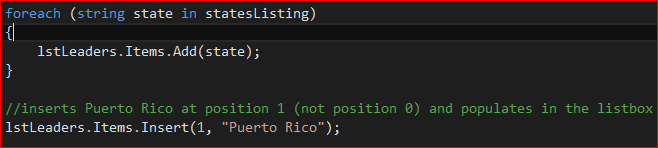 foreach (string state in statesListing)
{
lstLeaders.Items.Add(state);
}
//inserts Puerto Rico at position 1 (not position 0) and populates in the listbox
lstLeaders.Items.Insert(1, "Puerto Rico");